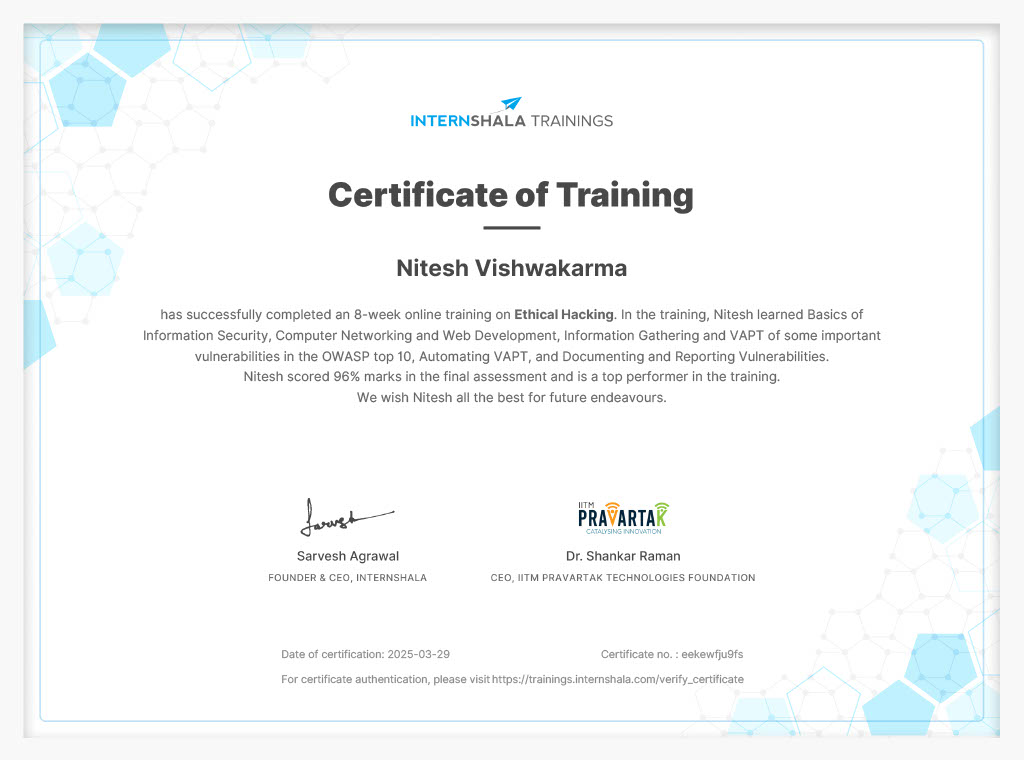 INTERNSHALA TRAININGS
Certificate of Training
Nitesh Vishwakarma
has successfully completed an 8-week online training on Ethical Hacking. In the training, Nitesh learned Basics of
Information Security, Computer Networking and Web Development, Information Gathering and VAPT of some important
vulnerabilities in the OWASP top 10, Automating VAPT, and Documenting and Reporting Vulnerabilities.
Nitesh scored 96% marks in the final assessment and is a top performer in the training.
We wish Nitesh all the best for future endeavours.
Sarvesh
IITM
PRAVARTAK
CATALYSING INNOVATION
Sarvesh Agrawal
Dr. Shankar Raman
FOUNDER & CEO, INTERNSHALA
CEO, IITM PRAVARTAK TECHNOLOGIES FOUNDATION
Date of certification: 2025-03-29
Certificate no. : eekewfju9fs
For certificate authentication, please visit https://trainings.internshala.com/verify_certificate